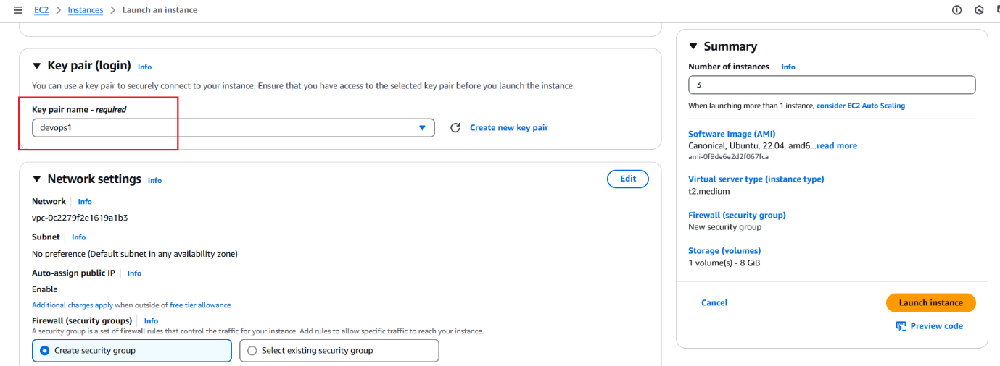 EC2 > Instances > Launch an instance
Key pair (login) Info
You can use a key pair to securely connect to your instance. Ensure that you have access to the selected key pair before you launch the instance.
Key pair name - required
devops1
Create new key pair
Network settings Info
Edit
Network Info
vpc-0c2279f2e1619a1b3
Subnet Info
No preference (Default subnet in any availability zone)
Auto-assign public IP Info
Enable
Additional charges apply when outside of free tier allowance
Firewall (security groups) Info
A security group is a set of firewall rules that control the traffic for your instance. Add rules to allow specific traffic to reach your instance.
Create security group
Select existing security group
Summary
Number of instances Info
3
When launching more than 1 instance, consider EC2 Auto Scaling
Software Image (AMI)
Canonical, Ubuntu, 22.04, amd6...read more
ami-0f9de6e2d2f067fca
Virtual server type (instance type)
t2.medium
Firewall (security group)
New security group
Storage (volumes)
1 volume(s) - 8 GiB
Cancel
Launch instance
Preview code